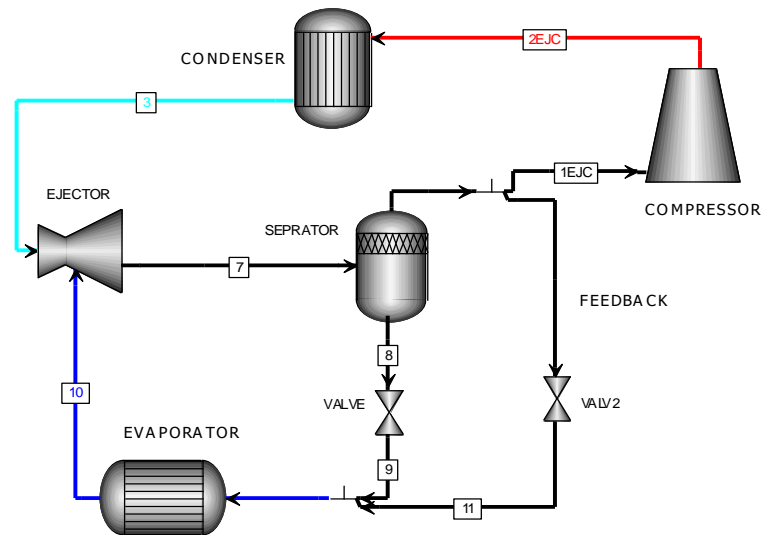 2EJC
CONDENSER
3
1EJC
EJECTOR
COMPRESSOR
SEPRATOR
7
FEEDBACK
8
10
VALVE
VALV2
EVAPORATOR
9
11